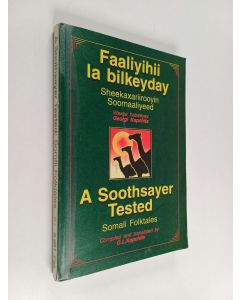 Faaliyihii
la bilkeyday
Sheekaxariirooyin
Soomaaliyeed
A Soothsayer
Tested
Somali Folktales
Compiled and translated by
G.L.Kapchits